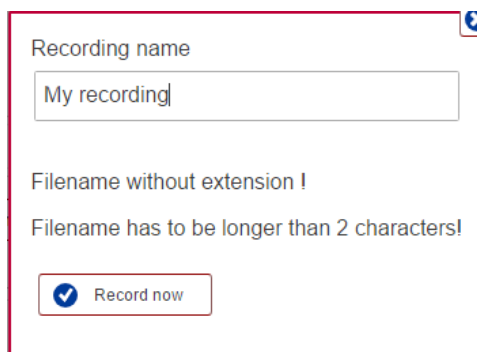 Recording name
My recording
Filename without extension !
Filename has to be longer than 2 characters!
Record now